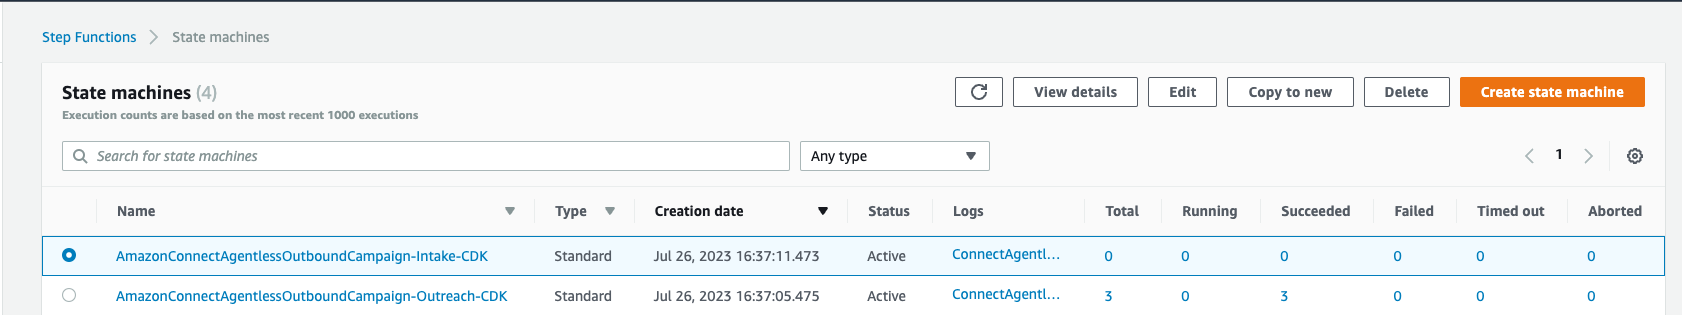 Step Functions State machines
State machines (4) View details Edit Copy to new Delete Create state machine
Execution counts are based on the most recent 1000 executions
Search for state machines Any type 1
Name Type Creation date Status Logs Total Running Succeeded Failed Timed out Aborted
AmazonConnectAgentlessOutboundCampaign-Intake-CDK Standard Jul 26, 2023 16:37:11.473 Active ConnectAgentl... 0 0 0 0 0 0
AmazonConnectAgentlessOutboundCampaign-Outreach-CDK Standard Jul 26, 2023 16:37:05.475 Active ConnectAgentl... 3 0 3 0 0 0